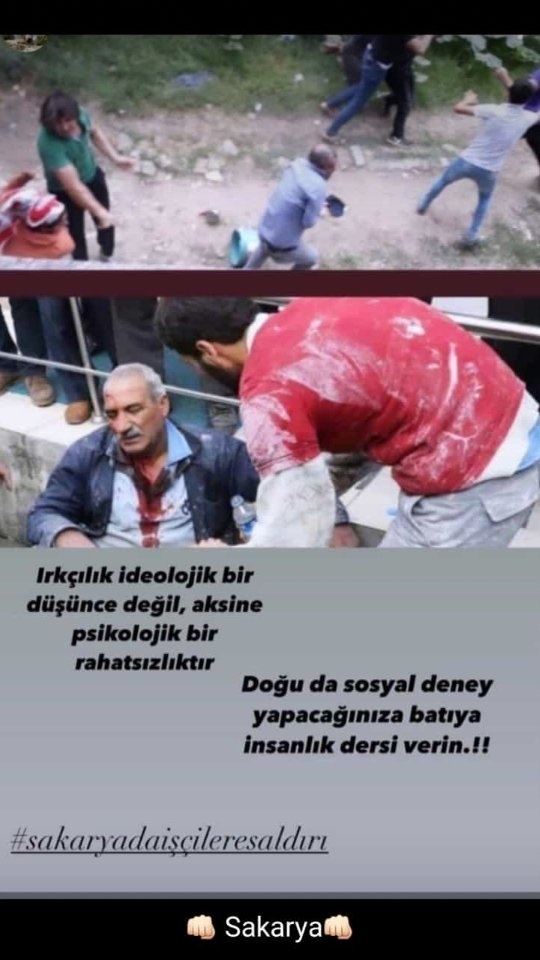 Irkçılık ideolojik bir
düşünce değil, aksine
psikolojik bir
rahatsızlıktır
Doğu da sosyal deney
yapacağınıza batıya
insanlık dersi verin.!!
#sakaryadaişçileresaldırı
👊🏻 Sakarya👊🏻